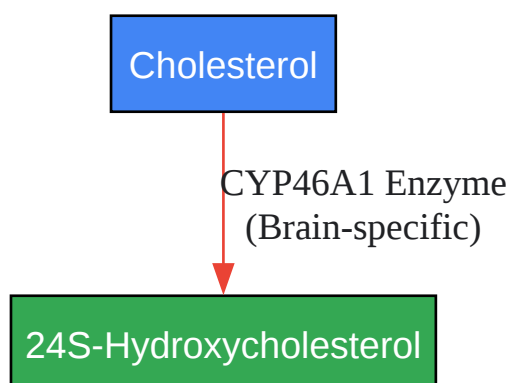 Cholesterol
CYP46A1 Enzyme
(Brain-specific)
24S-Hydroxycholesterol